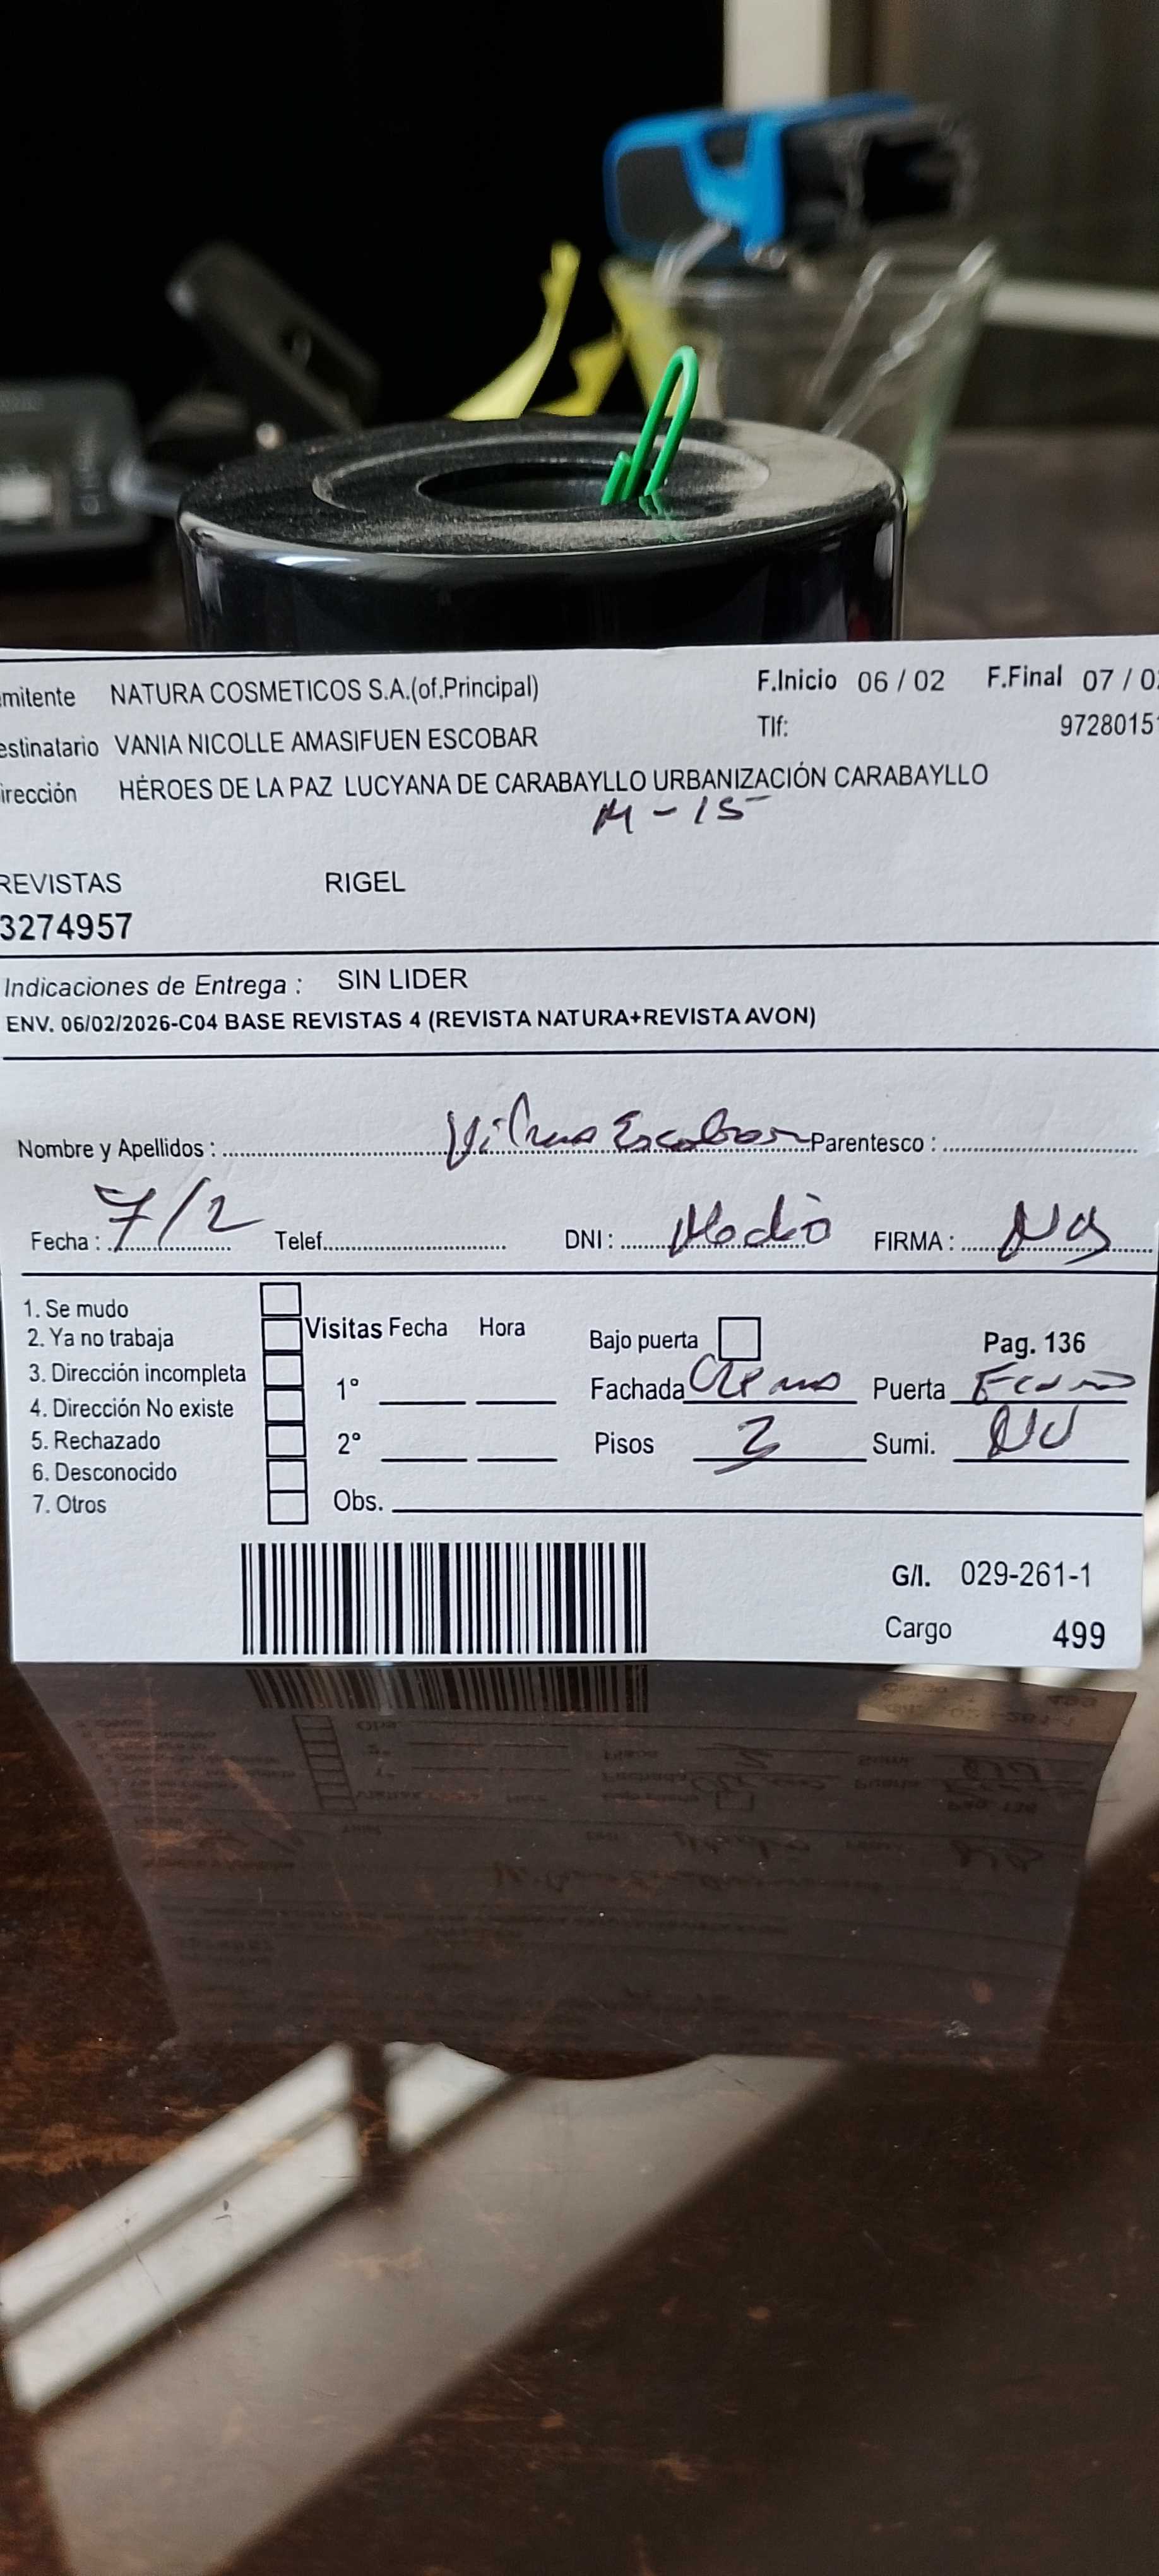 mitente NATURA COSMETICOS S.A.(of.Principal) F.Inicio 06 / 02 F.Final 07 / 0
estinatario VANIA NICOLLE AMASIFUEN ESCOBAR Tlf: 97280151
irección HÉROES DE LA PAZ LUCYANA DE CARABAYLLO URBANIZACIÓN CARABAYLLO
M-15
REVISTAS RIGEL
3274957
Indicaciones de Entrega : SIN LIDER
ENV. 06/02/2026-C04 BASE REVISTAS 4 (REVISTA NATURA+REVISTA AVON)
Nombre y Apellidos : Escobar Parentesco :
Fecha : 7/2 Telef. DNI : FIRMA :
1. Se mudo
2. Ya no trabaja Visitas Fecha Hora Bajo puerta Pag. 136
3. Dirección incompleta 1° Fachada Puerta
4. Dirección No existe
5. Rechazado 2° Pisos 3 Sumi.
6. Desconocido
7. Otros Obs.
G/I. 029-261-1
Cargo 499